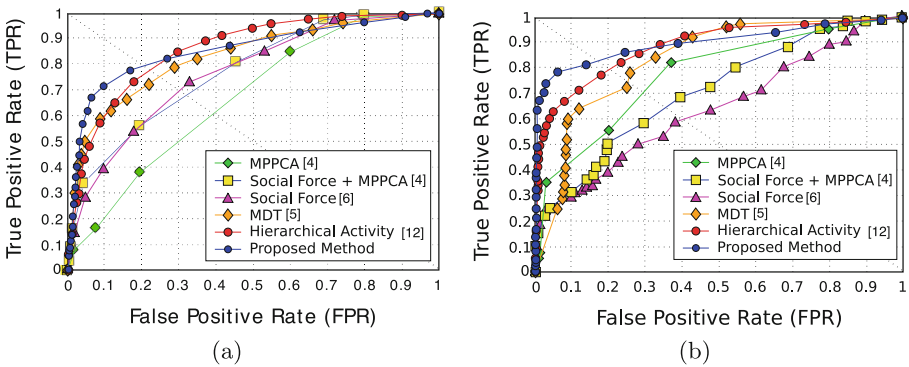 True Positive Rate (TPR)
1
0.9
0.8
0.7
0.6
0.5
0.4
0.3
0.2
0.1
0
MPPCA [4]
Social Force + MPPCA [4]
Social Force[6]
MDT [5]
Hierarchical Activity [12]
Proposed Method
0 0.1 0.2 0.3 0.4 0.5 0.6 0.7 0.8 0.9 1
False Positive Rate (FPR)
(a)
True Positive Rate (TPR)
1
0.9
0.8
0.7
0.6
0.5
0.4
0.3
0.2
0.1
0
MPPCA [4]
Social Force + MPPCA [4]
Social Force [6]
MDT [5]
Hierarchical Activity [12]
Proposed Method
0 0.1 0.2 0.3 0.4 0.5 0.6 0.7 0.8 0.9 1
False Positive Rate (FPR)
(b)